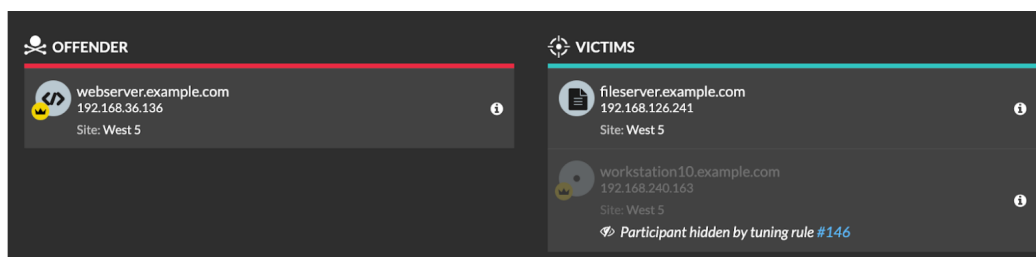 OFFENDER
webserver.example.com
192.168.36.136
Site: West 5
VICTIMS
fileserver.example.com
192.168.126.241
Site: West 5
workstation10.example.com
192.168.240.163
Site: West 5
Participant hidden by tuning rule #146